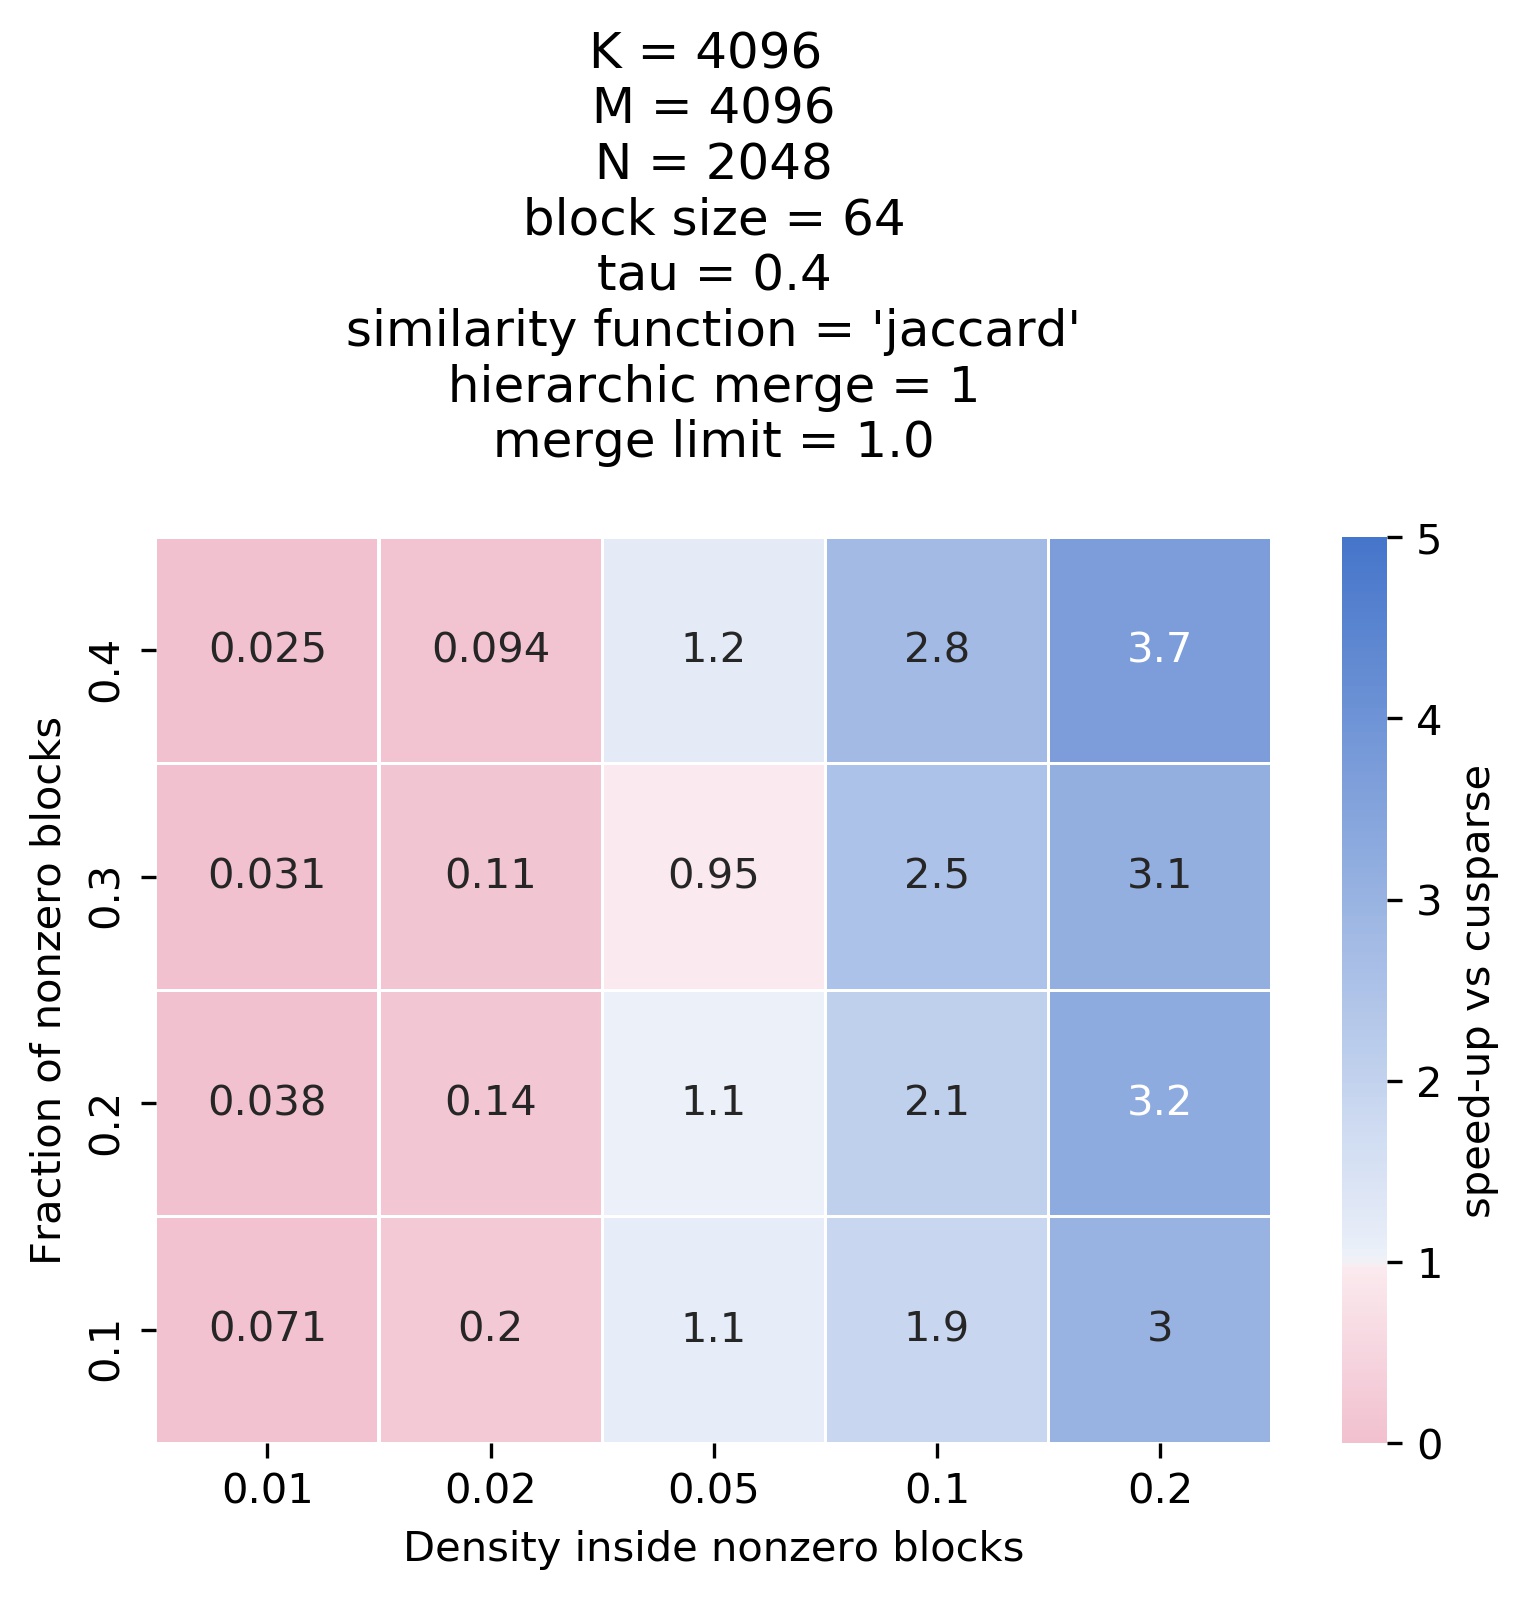 K = 4096
M = 4096
N = 2048
block size = 64
tau = 0.4
similarity function = 'jaccard'
hierarchic merge = 1
merge limit = 1.0
Fraction of nonzero blocks
0.4
0.3
0.2
0.1
0.025 0.094 1.2 2.8 3.7
0.031 0.11 0.95 2.5 3.1
0.038 0.14 1.1 2.1 3.2
0.071 0.2 1.1 1.9 3
0.01 0.02 0.05 0.1 0.2
Density inside nonzero blocks
5
4
3
2
1
0
speed-up vs cusparse